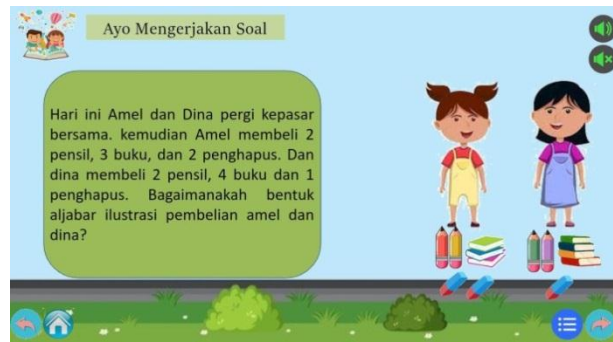 Ayo Mengerjakan Soal
Hari ini Amel dan Dina pergi kepasar
bersama. kemudian Amel membeli 2
pensil, 3 buku, dan 2 penghapus. Dan
dina membeli 2 pensil, 4 buku dan 1
penghapus. Bagaimanakah bentuk
aljabar ilustrasi pembelian amel dan
dina?